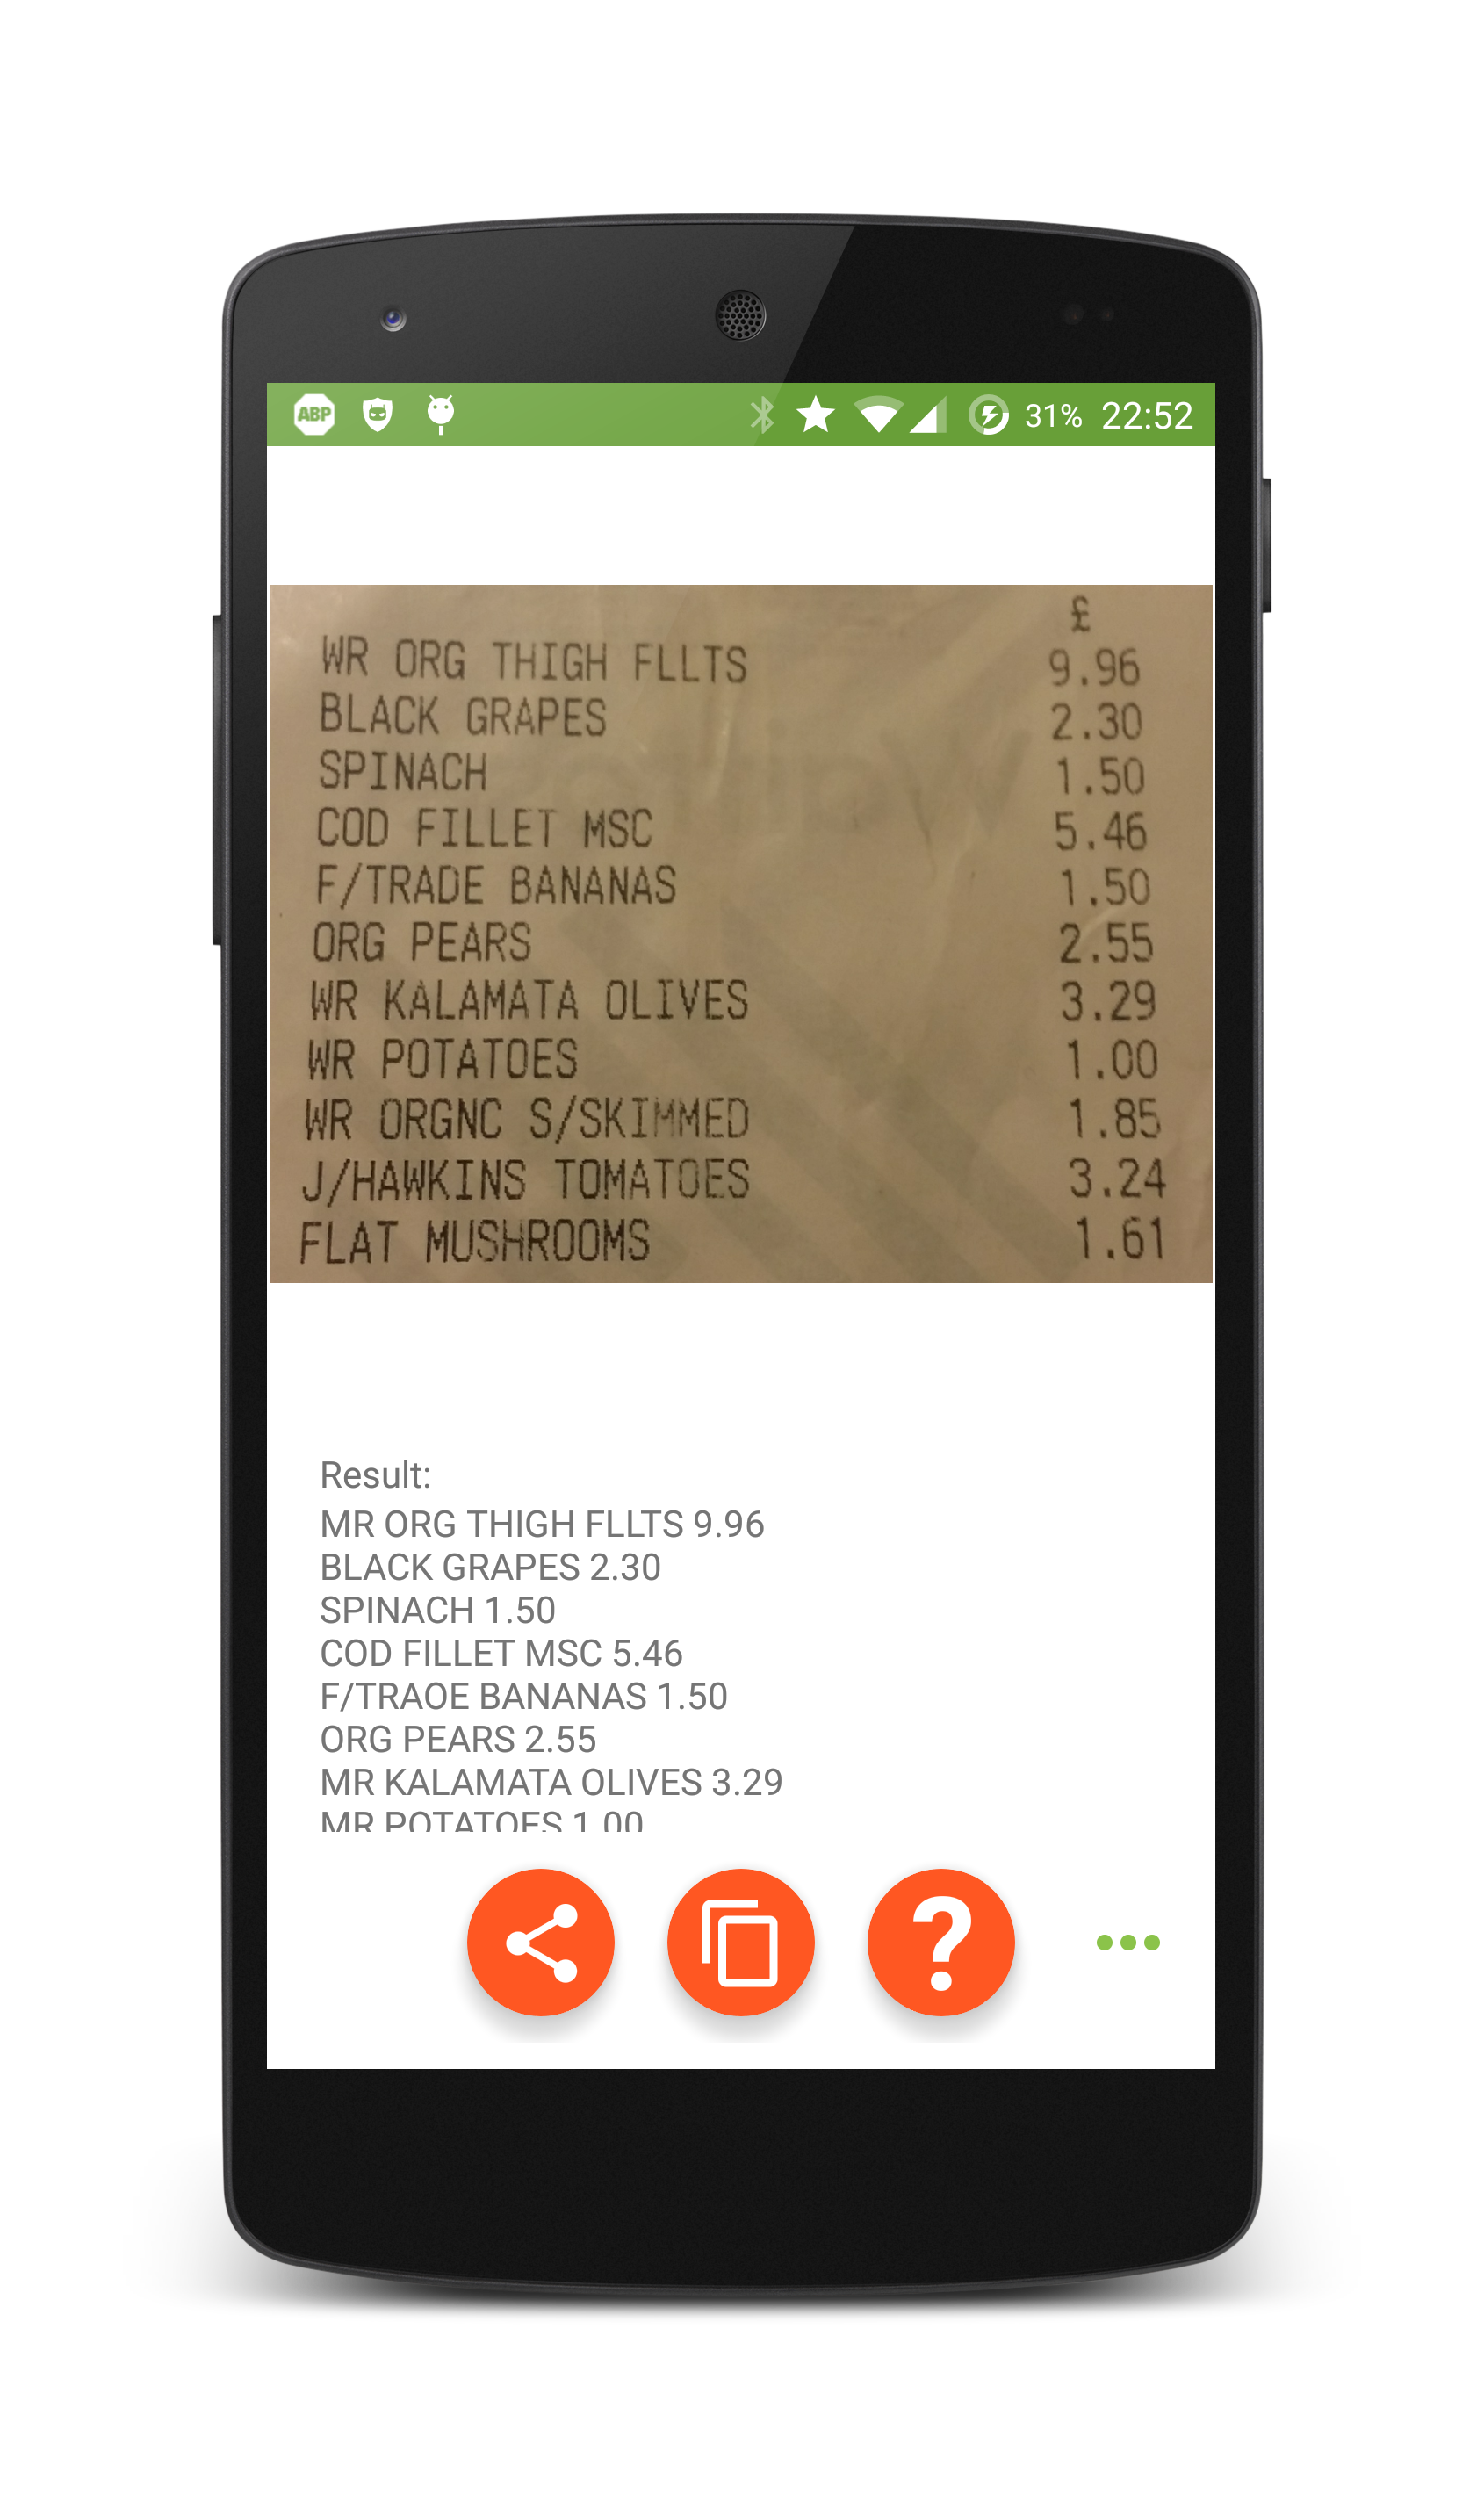 ABP 31% 22:52
£
WR ORG THIGH FLLTS 9.96
BLACK GRAPES 2.30
SPINACH 1.50
COD FILLET MSC 5.46
F/TRADE BANANAS 1.50
ORG PEARS 2.55
WR KALAMATA OLIVES 3.29
WR POTATOES 1.00
WR ORGNC S/SKIMMED 1.85
J/HAWKINS TOMATOES 3.24
FLAT MUSHROOMS 1.61
Result:
MR ORG THIGH FLLTS 9.96
BLACK GRAPES 2.30
SPINACH 1.50
COD FILLET MSC 5.46
F/TRAOE BANANAS 1.50
ORG PEARS 2.55
MR KALAMATA OLIVES 3.29
MR POTATOES 1.00